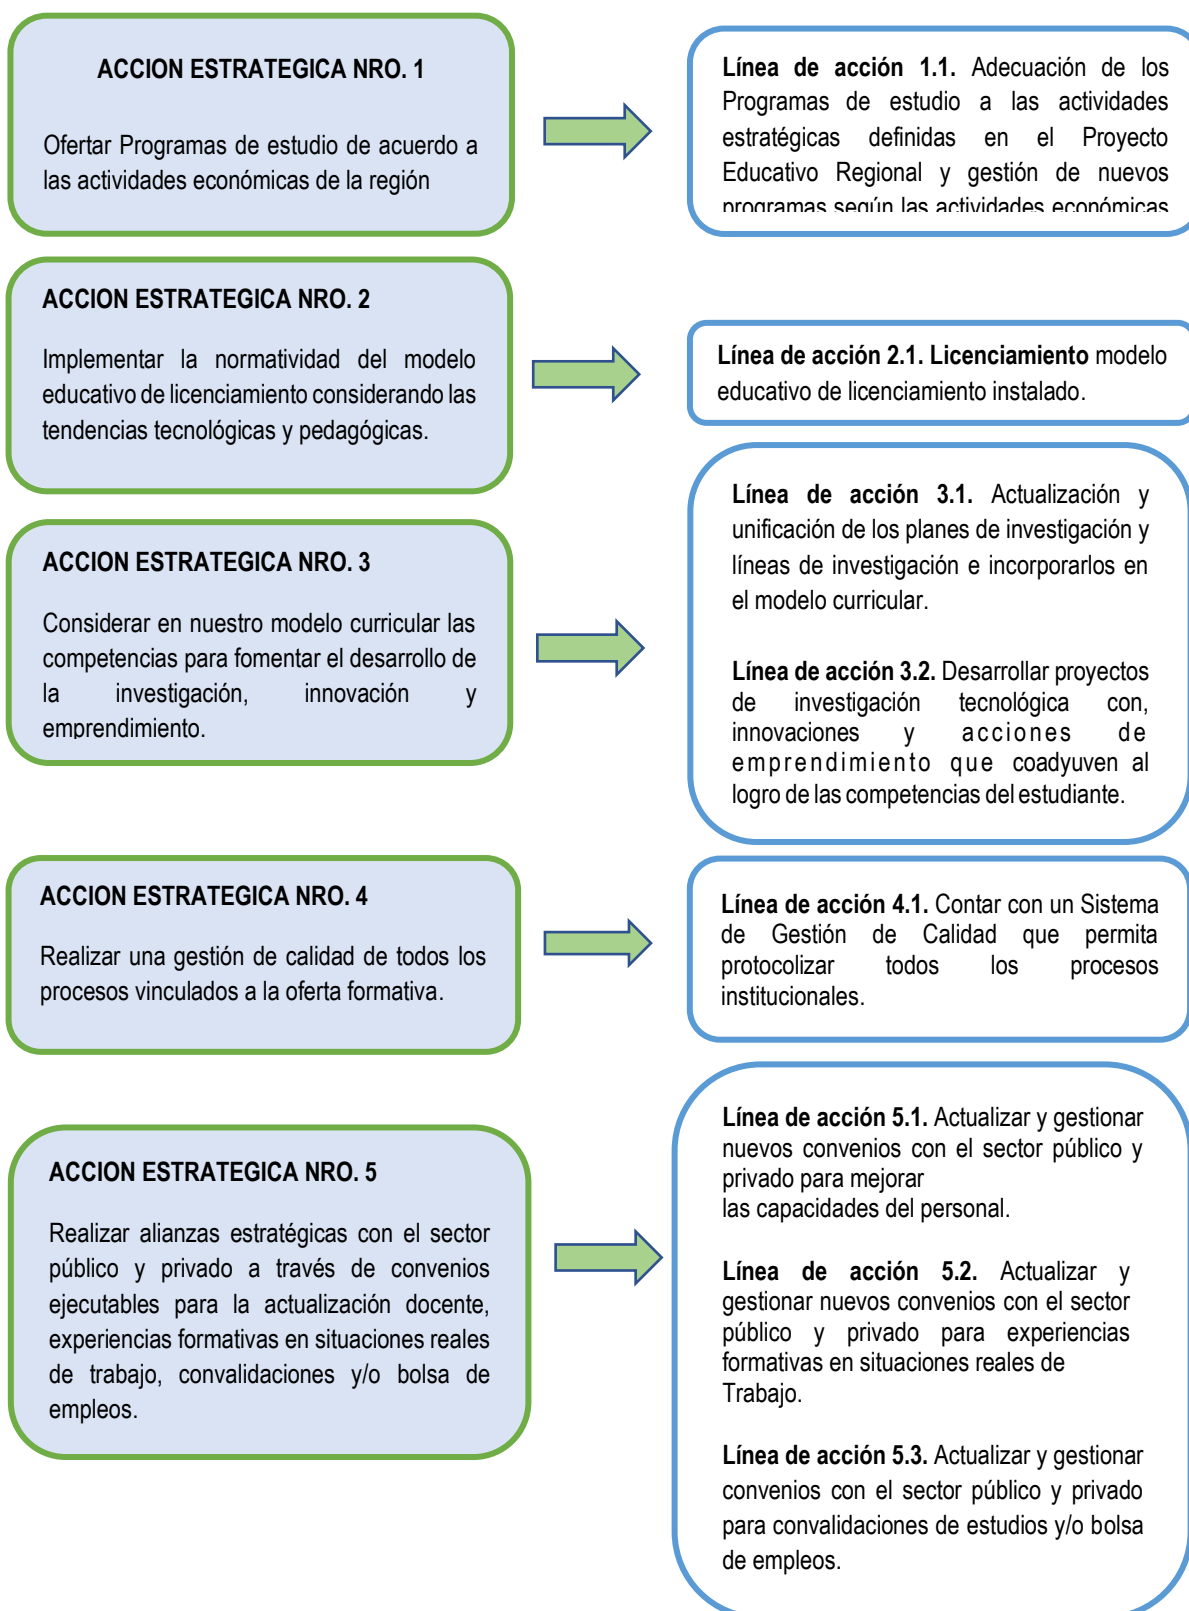 ACCION ESTRATEGICA NRO. 1
Ofertar Programas de estudio de acuerdo a
las actividades económicas de la región
Línea de acción 1.1. Adecuación de los
Programas de estudio a las actividades
estratégicas definidas en el Proyecto
Educativo Regional y gestión de nuevos
programas según las actividades económicas
ACCION ESTRATEGICA NRO. 2
Implementar la normatividad del modelo
educativo de licenciamiento considerando las
tendencias tecnológicas y pedagógicas.
Línea de acción 2.1. Licenciamiento modelo
educativo de licenciamiento instalado.
ACCION ESTRATEGICA NRO. 3
Considerar en nuestro modelo curricular las
competencias para fomentar el desarrollo de
la investigación, innovación y
emprendimiento.
Línea de acción 3.1. Actualización y
unificación de los planes de investigación y
líneas de investigación e incorporarlos en
el modelo curricular.
Línea de acción 3.2. Desarrollar proyectos
de investigación tecnológica con,
innovaciones y acciones de
emprendimiento que coadyuven al
logro de las competencias del estudiante.
ACCION ESTRATEGICA NRO. 4
Realizar una gestión de calidad de todos los
procesos vinculados a la oferta formativa.
Línea de acción 4.1. Contar con un Sistema
de Gestión de Calidad que permita
protocolizar todos los procesos
institucionales.
ACCION ESTRATEGICA NRO. 5
Realizar alianzas estratégicas con el sector
público y privado a través de convenios
ejecutables para la actualización docente,
experiencias formativas en situaciones reales
de trabajo, convalidaciones y/o bolsa de
empleos.
Línea de acción 5.1. Actualizar y gestionar
nuevos convenios con el sector público y
privado para mejorar
las capacidades del personal.
Línea de acción 5.2. Actualizar y
gestionar nuevos convenios con el sector
público y privado para experiencias
formativas en situaciones reales de
Trabajo.
Línea de acción 5.3. Actualizar y gestionar
convenios con el sector público y privado
para convalidaciones de estudios y/o bolsa
de empleos.